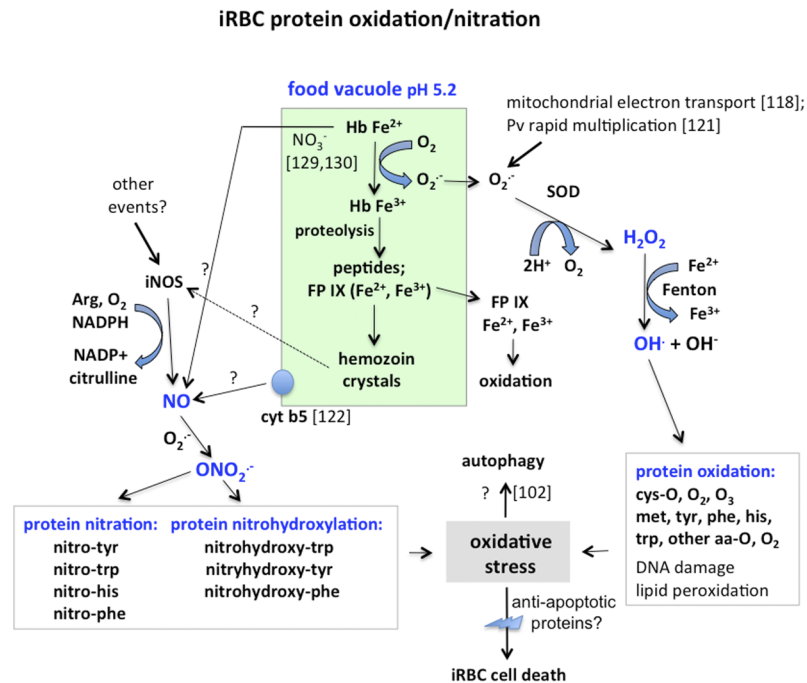 iRBC protein oxidation/nitration
food vacuole pH 5.2
mitochondrial electron transport [118];
Pv rapid multiplication [121]
Hb Fe²⁺
NO₃⁻
[129,130]
O₂
O₂·⁻
Hb Fe³⁺
proteolysis
peptides;
FP IX (Fe²⁺, Fe³⁺)
hemozoin
crystals
O₂·⁻
SOD
2H⁺ O₂
H₂O₂
Fe²⁺
Fenton
Fe³⁺
OH· + OH⁻
FP IX
Fe²⁺, Fe³⁺
oxidation
other
events?
iNOS
?
?
?
Arg, O₂
NADPH
NADP+
citrulline
NO
cyt b5 [122]
O₂·⁻
ONO₂·⁻
protein nitration:
nitro-tyr
nitro-trp
nitro-his
nitro-phe
protein nitrohydroxylation:
nitrohydroxy-trp
nitryhydroxy-tyr
nitrohydroxy-phe
autophagy
? [102]
oxidative
stress
anti-apoptotic
proteins?
iRBC cell death
protein oxidation:
cys-O, O₂, O₃
met, tyr, phe, his,
trp, other aa-O, O₂
DNA damage
lipid peroxidation